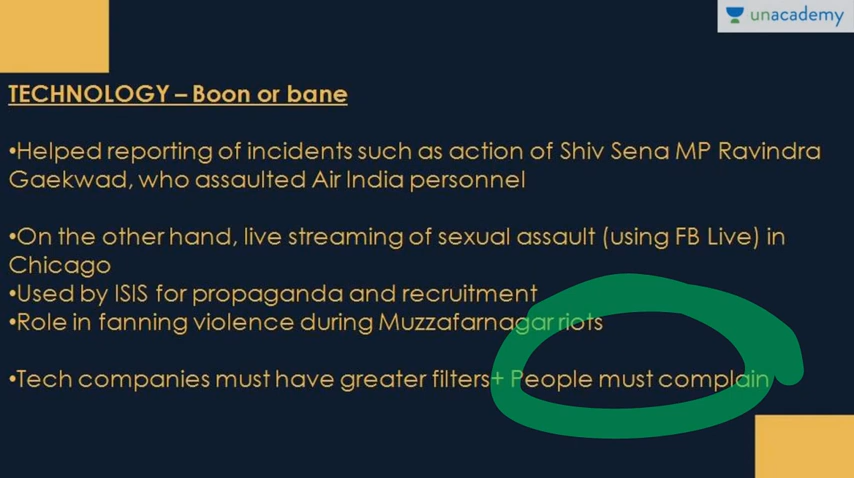 unacademy
TECHNOLOGY – Boon or bane
•Helped reporting of incidents such as action of Shiv Sena MP Ravindra
Gaekwad, who assaulted Air India personnel
•On the other hand, live streaming of sexual assault (using FB Live) in
Chicago
•Used by ISIS for propaganda and recruitment
•Role in fanning violence during Muzzafarnagar riots
•Tech companies must have greater filters+ People must complain